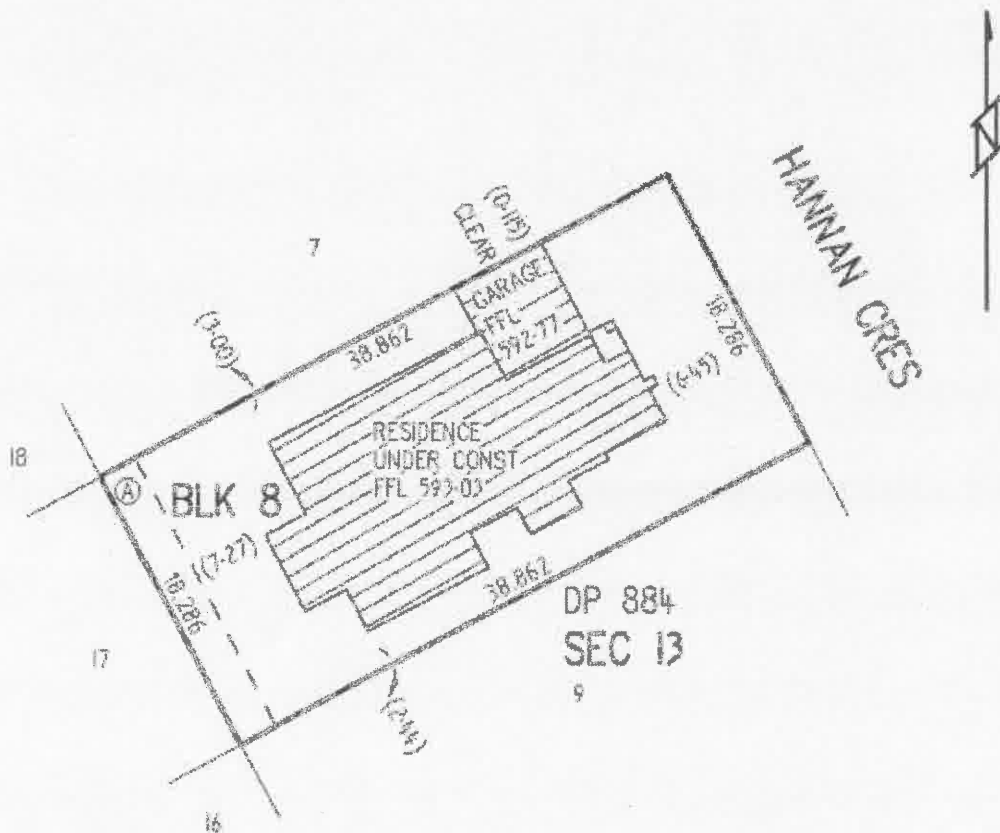 HANNAN CRES
7
(0·115)
CLEAR
GARAGE
FFL
592·77
(3·00)
38.862
18.286
(6·45)
RESIDENCE
UNDER CONST
FFL 593·03
18
A
BLK 8
(7·27)
18.286
38.862
DP 884
SEC 13
17
9
(2·44)
16